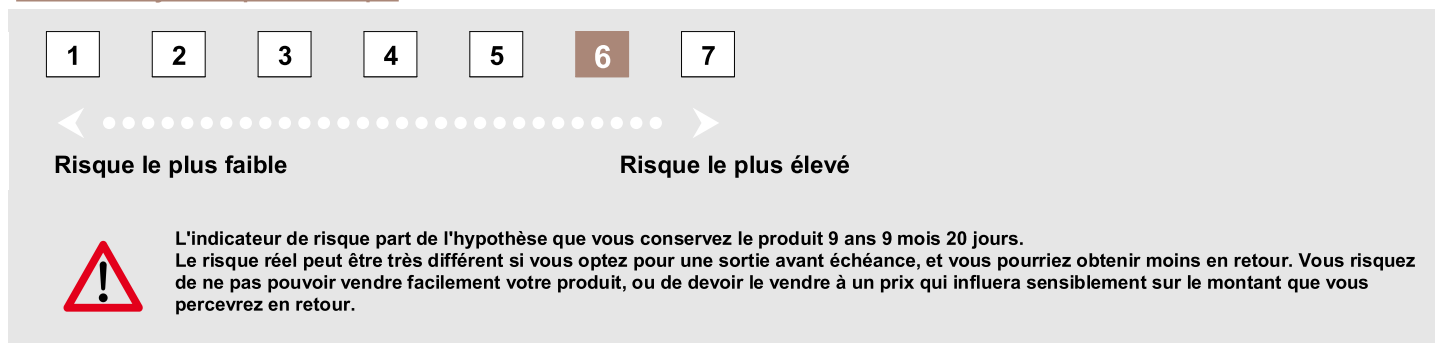 1 2 3 4 5 6 7
Risque le plus faible Risque le plus élevé
L'indicateur de risque part de l'hypothèse que vous conservez le produit 9 ans 9 mois 20 jours.
Le risque réel peut être très différent si vous optez pour une sortie avant échéance, et vous pourriez obtenir moins en retour. Vous risquez
de ne pas pouvoir vendre facilement votre produit, ou de devoir le vendre à un prix qui influera sensiblement sur le montant que vous
percevrez en retour.